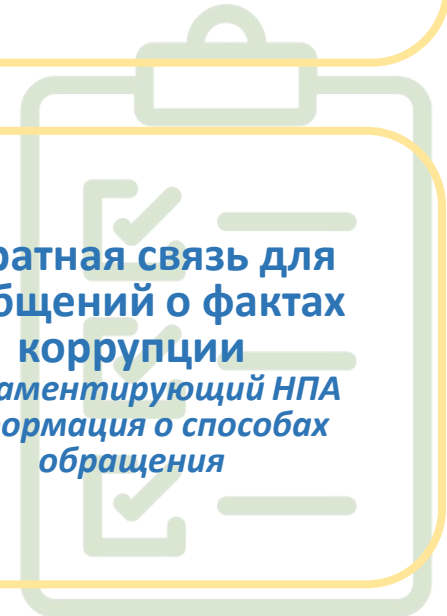 ратная связь для
бщений о фактах
коррупции
аментирующий НПА
ормация о способах
обращения